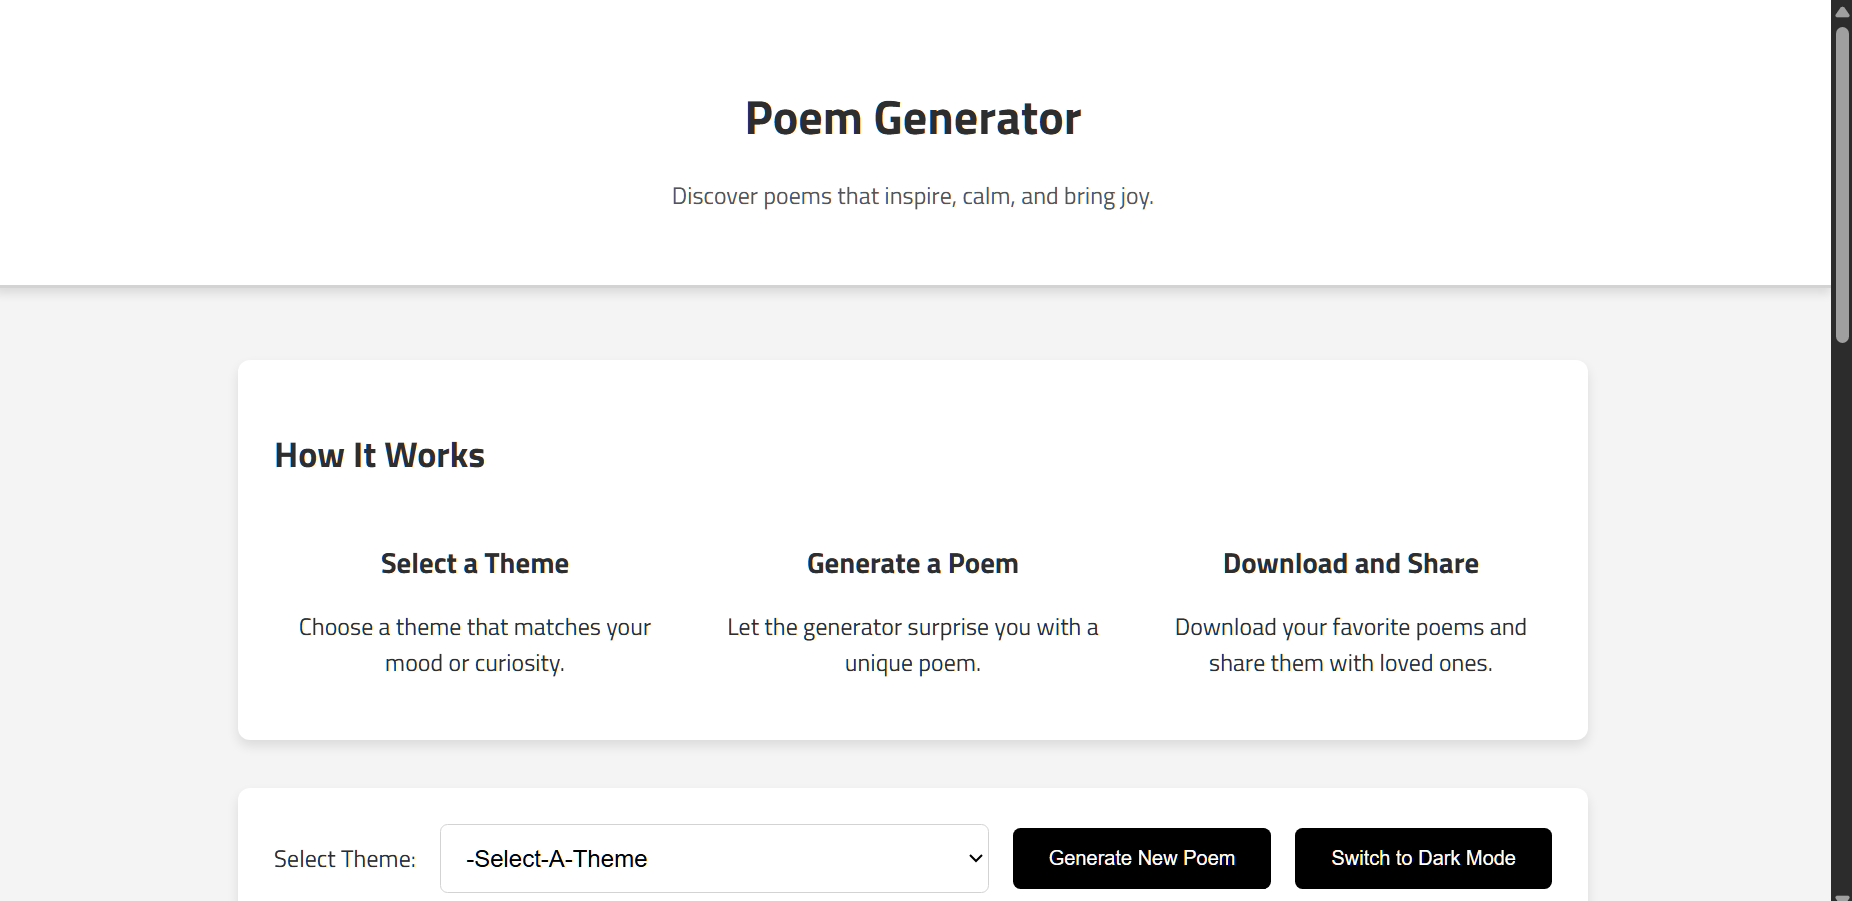 Poem Generator
Discover poems that inspire, calm, and bring joy.
How It Works
Select a Theme
Choose a theme that matches your
mood or curiosity.
Generate a Poem
Let the generator surprise you with a
unique poem.
Download and Share
Download your favorite poems and
share them with loved ones.
Select Theme:
-Select-A-Theme
Generate New Poem
Switch to Dark Mode